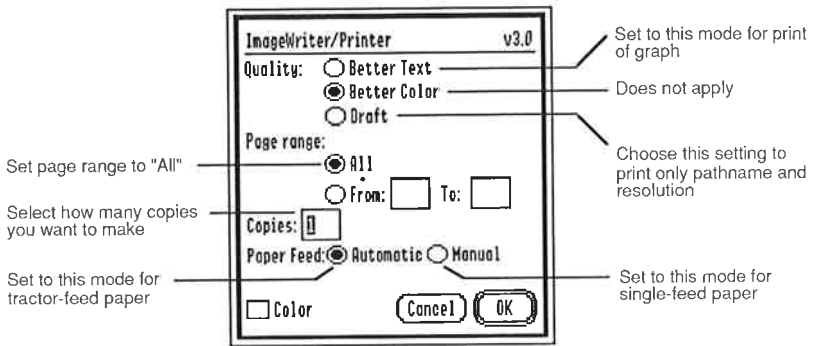 ImageWriter/Printer v3.0
Quality: Better Text
Better Color
Draft
Page range:
All
From: To:
Copies: 1
Paper Feed: Automatic Manual
Color Cancel OK
Set page range to "All"
Select how many copies
you want to make
Set to this mode for
tractor-feed paper
Set to this mode for print
of graph
Does not apply
Choose this setting to
print only pathname and
resolution
Set to this mode for
single-feed paper